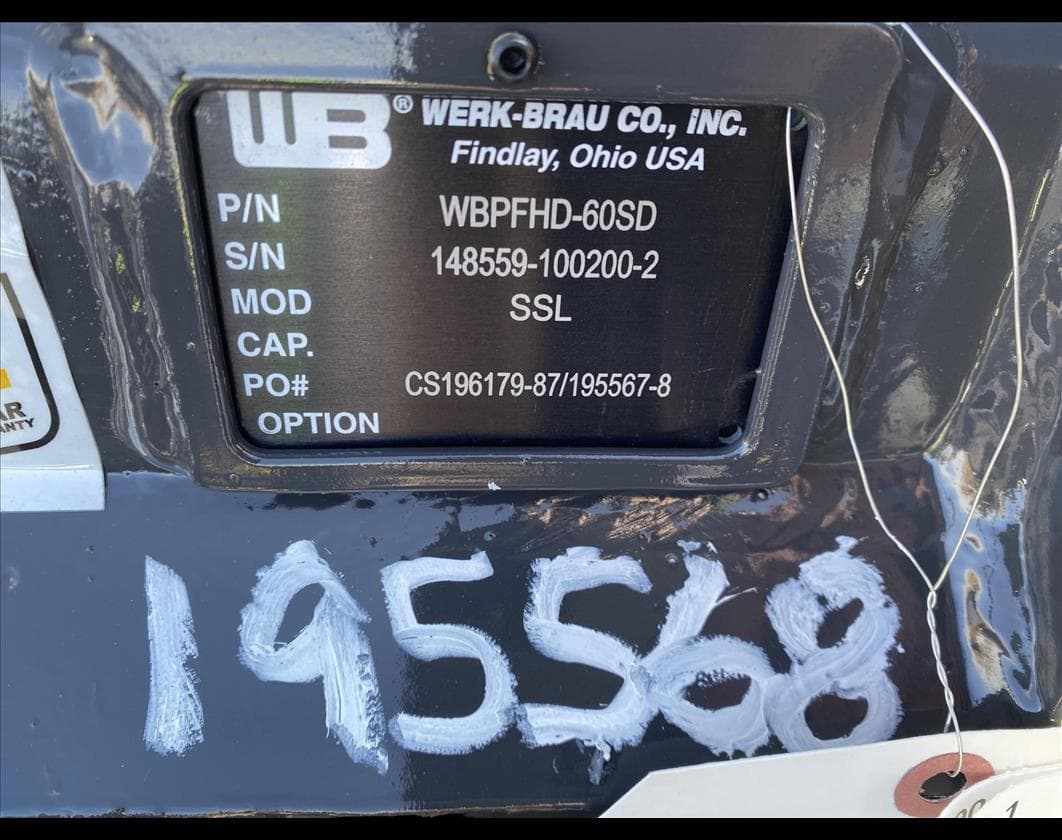 WB® WERK-BRAU CO., INC.
Findlay, Ohio USA
P/N WBPFHD-60SD
S/N 148559-100200-2
MOD SSL
CAP.
PO# CS196179-87/195567-8
OPTION
195568